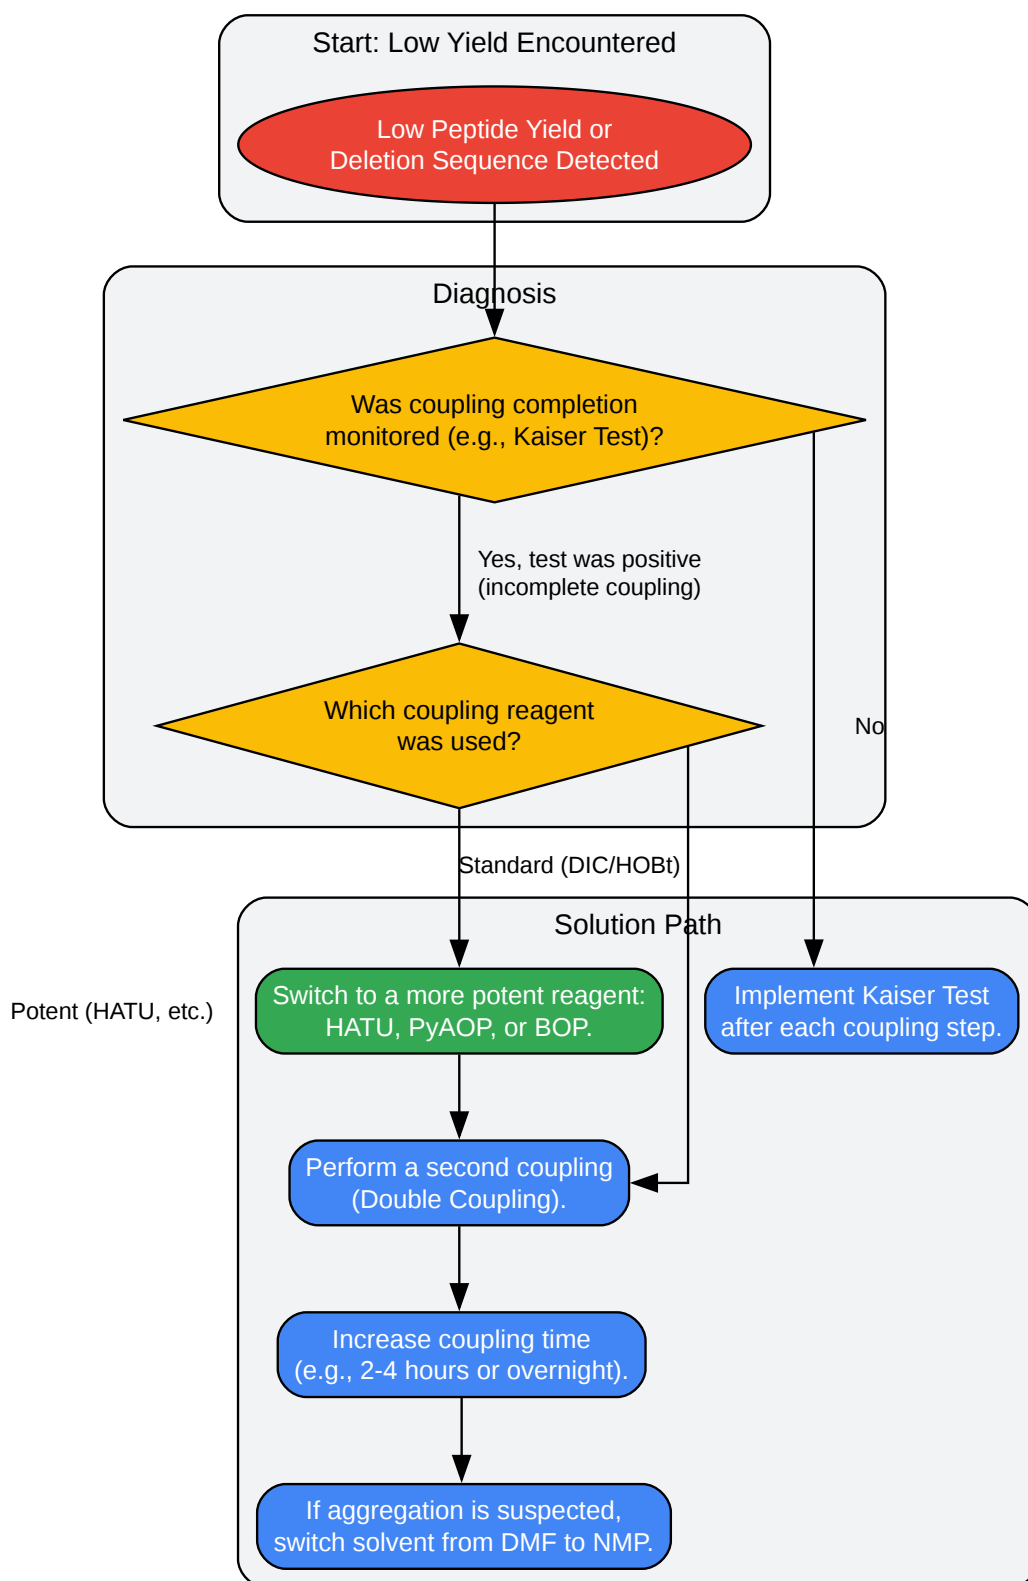 Start: Low Yield Encountered
Low Peptide Yield or
Deletion Sequence Detected
Diagnosis
Was coupling completion
monitored (e.g., Kaiser Test)?
Yes, test was positive
(incomplete coupling)
Which coupling reagent
was used?
No
Standard (DIC/HOBt)
Solution Path
Switch to a more potent reagent:
HATU, PyAOP, or BOP.
Implement Kaiser Test
after each coupling step.
Potent (HATU, etc.)
Perform a second coupling
(Double Coupling).
Increase coupling time
(e.g., 2-4 hours or overnight).
If aggregation is suspected,
switch solvent from DMF to NMP.